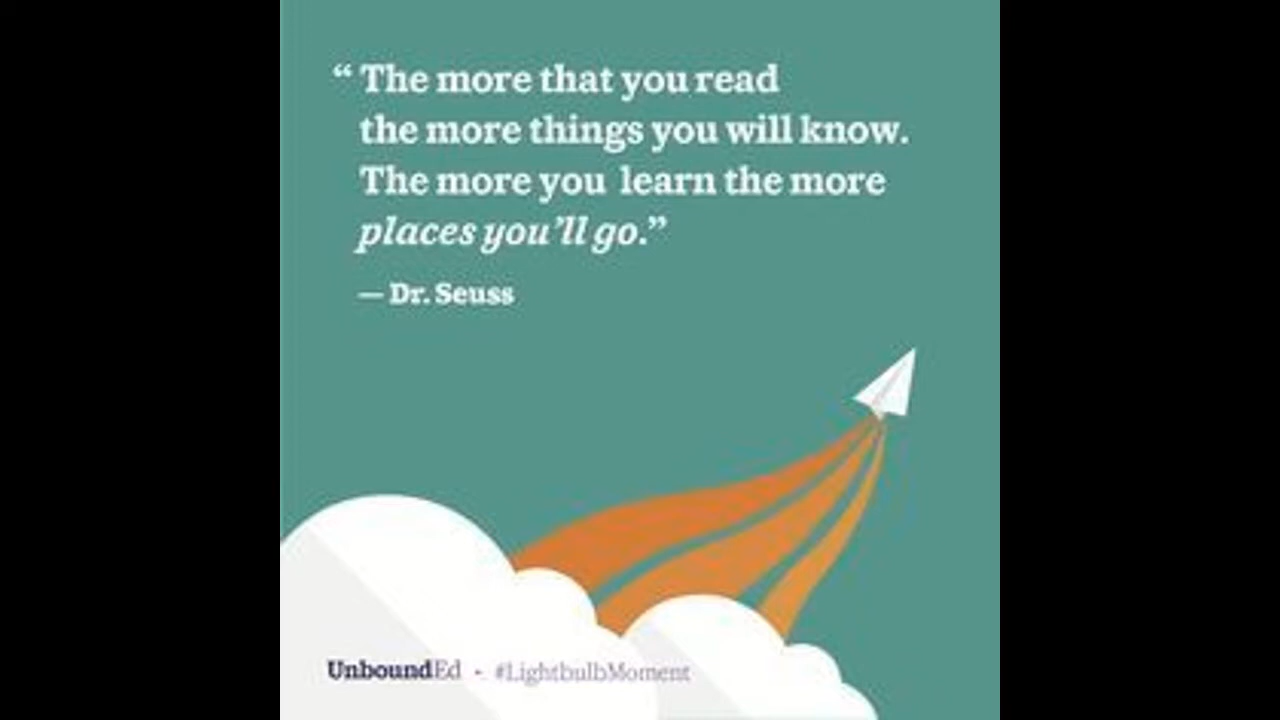 “ The more that you read
the more things you will know.
The more you learn the more
places you’ll go.”
— Dr. Seuss
UnboundEd • #LightbulbMoment